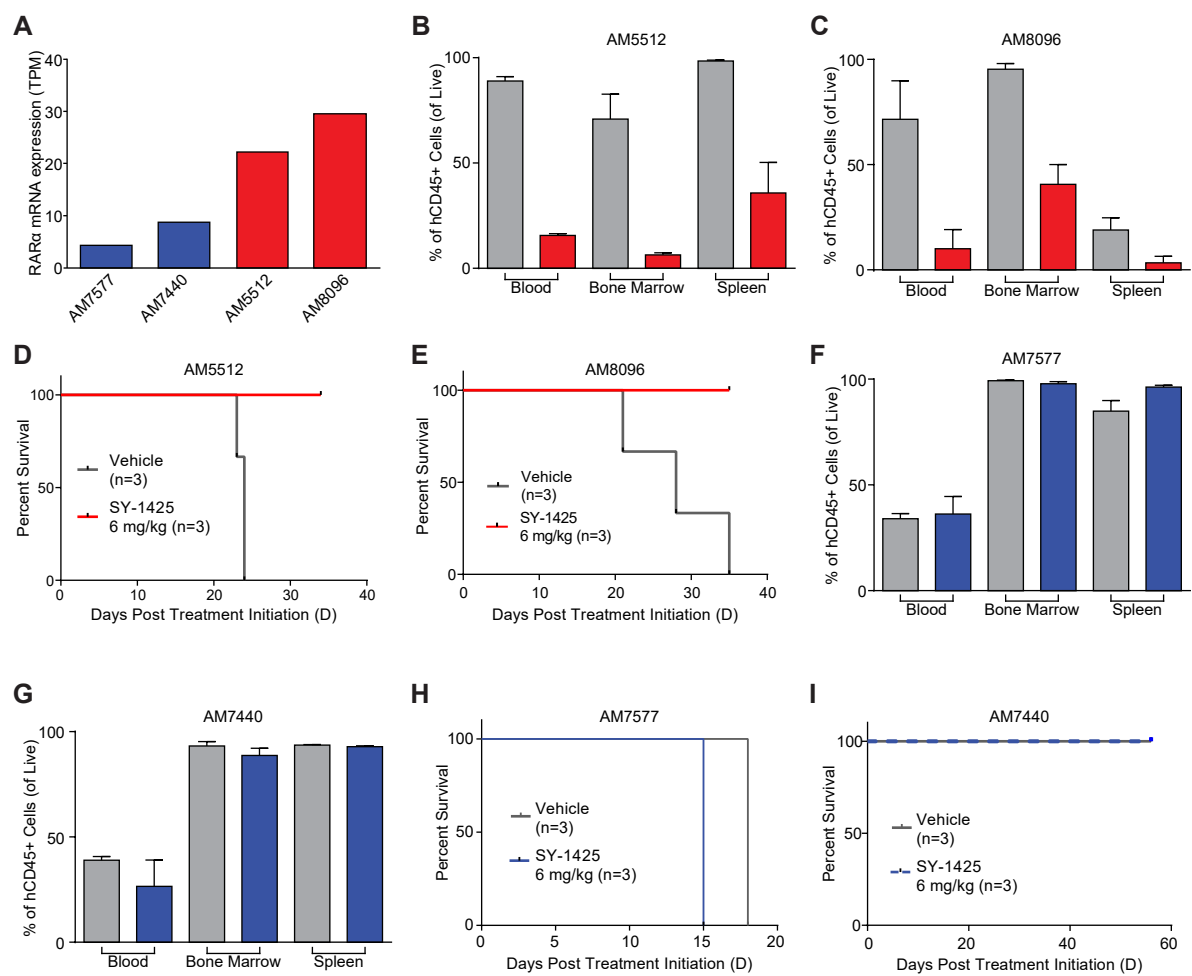 A
RARα mRNA expression (TPM)
40
30
20
10
0
AM7577
AM7440
AM5512
AM8096
B
AM5512
% of hCD45+ Cells (of Live)
100
50
0
Blood
Bone Marrow
Spleen
C
AM8096
% of hCD45+ Cells (of Live)
100
50
0
Blood
Bone Marrow
Spleen
D
AM5512
Percent Survival
100
50
0
Vehicle
(n=3)
SY-1425
6 mg/kg (n=3)
0 10 20 30 40
Days Post Treatment Initiation (D)
E
AM8096
Percent Survival
100
50
0
Vehicle
(n=3)
SY-1425
6 mg/kg (n=3)
0 10 20 30 40
Days Post Treatment Initiation (D)
F
AM7577
% of hCD45+ Cells (of Live)
100
50
0
Blood
Bone Marrow
Spleen
G
AM7440
% of hCD45+ Cells (of Live)
100
50
0
Blood
Bone Marrow
Spleen
H
AM7577
Percent Survival
100
50
0
Vehicle
(n=3)
SY-1425
6 mg/kg (n=3)
0 5 10 15 20
Days Post Treatment Initiation (D)
I
AM7440
Percent Survival
100
50
0
Vehicle
(n=3)
SY-1425
6 mg/kg (n=3)
0 20 40 60
Days Post Treatment Initiation (D)